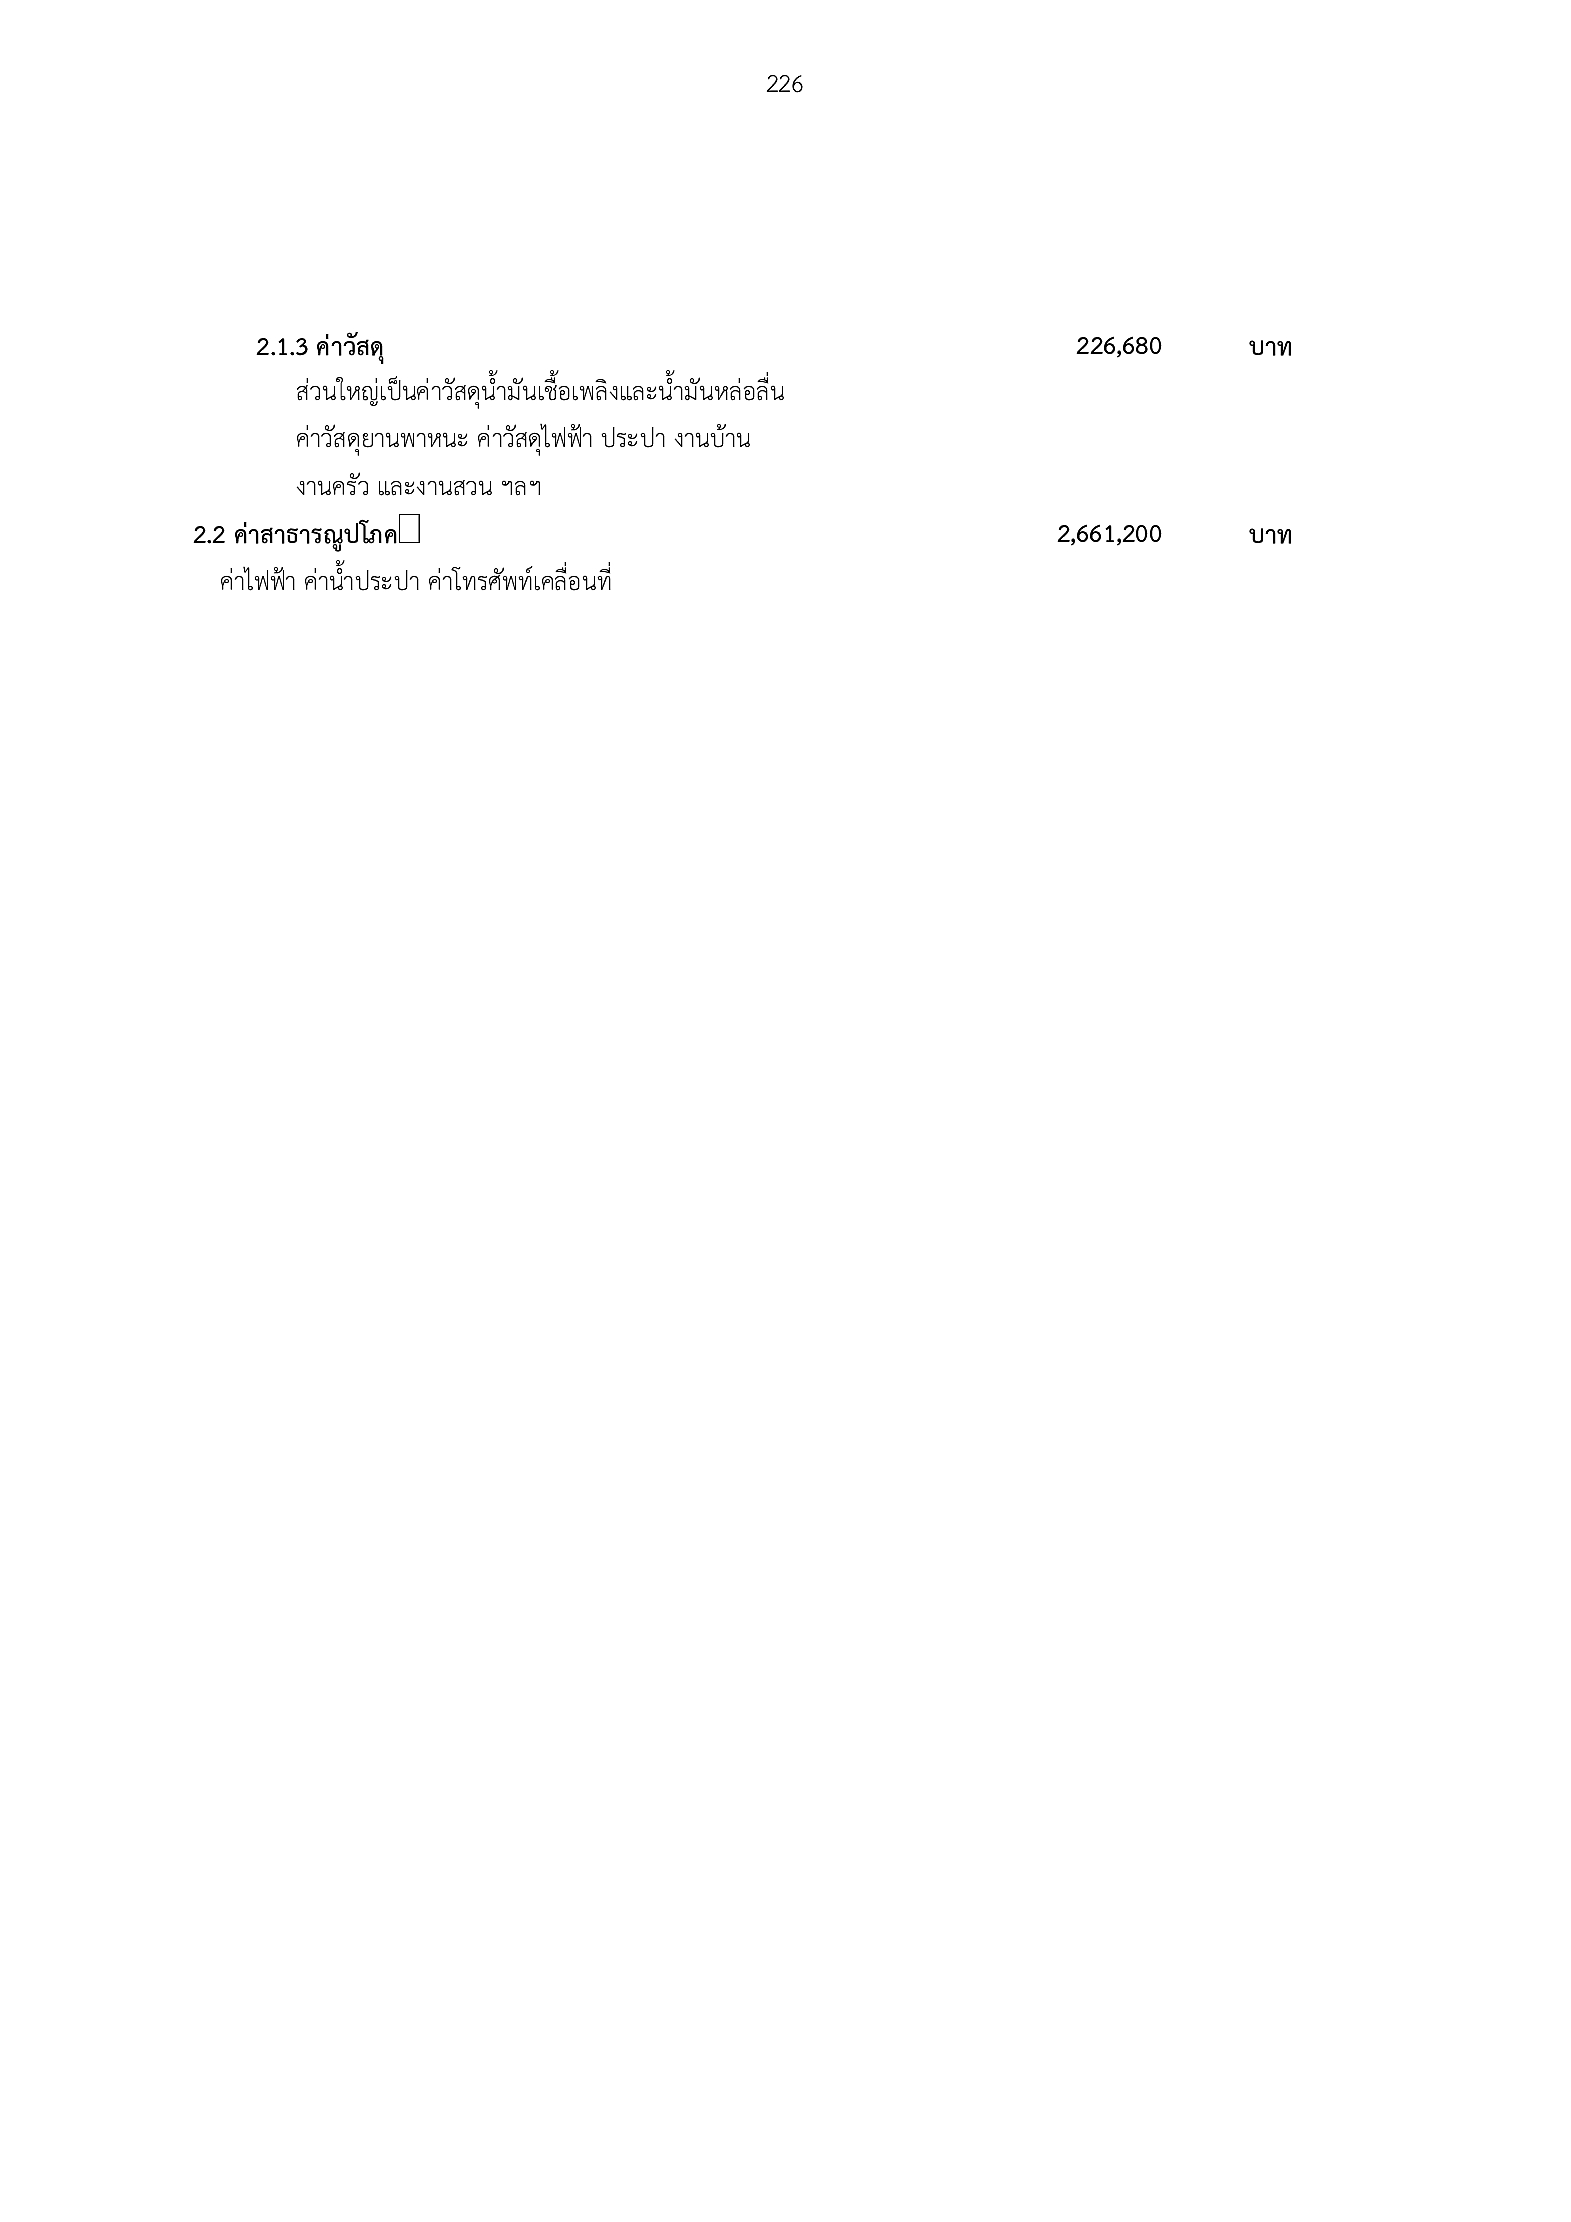 226
2.1.3 ค่าวัสดุ 226,680 บาท
ส่วนใหญ่เป็นค่าวัสดุน้ำมันเชื้อเพลิงและน้ำมันหล่อลื่น
ค่าวัสดุยานพาหนะ ค่าวัสดุไฟฟ้า ประปา งานบ้าน
งานครัว และงานสวน ฯลฯ
2.2 ค่าสาธารณูปโภค 2,661,200 บาท
ค่าไฟฟ้า ค่าน้ำประปา ค่าโทรศัพท์เคลื่อนที่